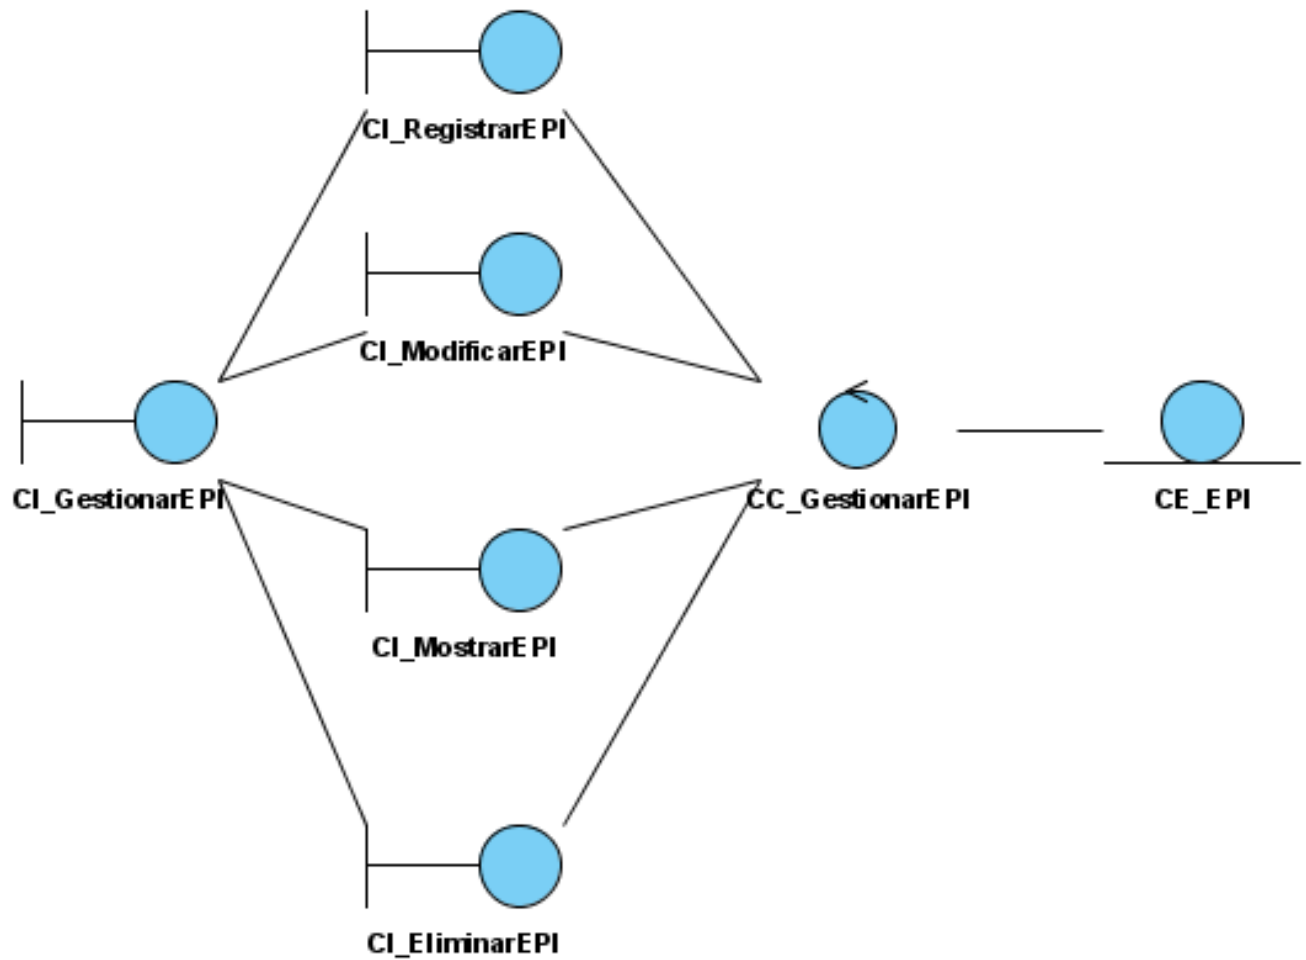 CI_RegistrarEPI
CI_ModificarEPI
CI_GestionarEPI
CC_GestionarEPI
CE_EPI
CI_MostrarEPI
CI_EliminarEPI